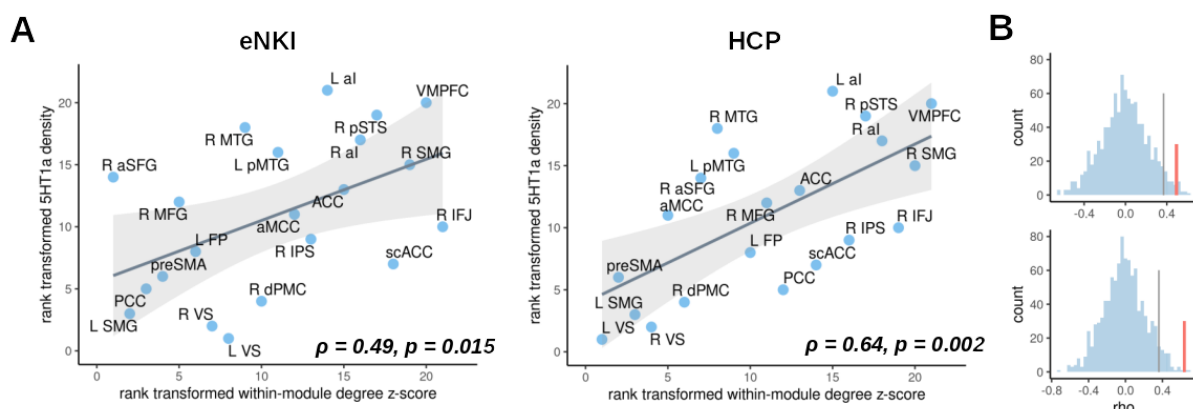 A
eNKI
HCP
B
rank transformed 5HT1a density
20
15
10
5
0
L aI
VMPFC
R MTG
R pSTS
L pMTG
R aI
R SMG
R aSFG
R MFG
ACC
aMCC
R IFJ
L FP
R IPS
scACC
preSMA
PCC
R dPMC
L SMG
R VS
L VS
ρ = 0.49, p = 0.015
0 5 10 15 20
rank transformed within-module degree z-score
rank transformed 5HT1a density
20
15
10
5
0
L aI
R pSTS
VMPFC
R MTG
R aI
L pMTG
R SMG
R aSFG
ACC
aMCC
R MFG
R IFJ
L FP
R IPS
scACC
preSMA
PCC
R dPMC
L SMG
L VS
R VS
ρ = 0.64, p = 0.002
0 5 10 15 20
rank transformed within-module degree z-score
count
80
60
40
20
0
-0.4 0.0 0.4
count
80
60
40
20
0
-0.8 -0.4 0.0 0.4
rho